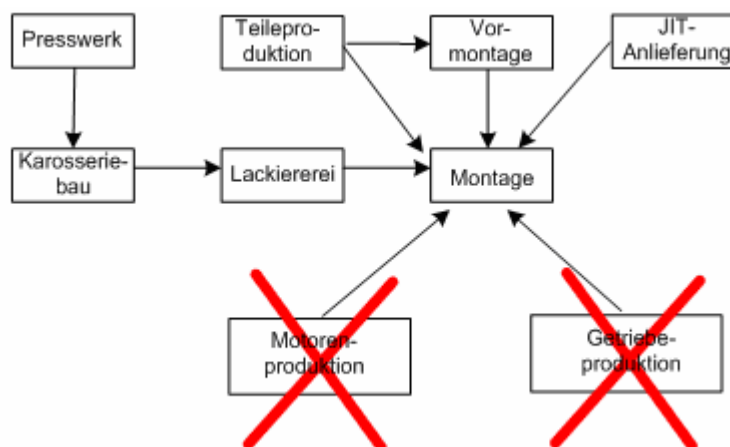 Presswerk
Teilepro-
duktion
Vor-
montage
JIT-
Anlieferung
Karosserie-
bau
Lackiererei
Montage
Motoren-
produktion
Getriebe-
produktion